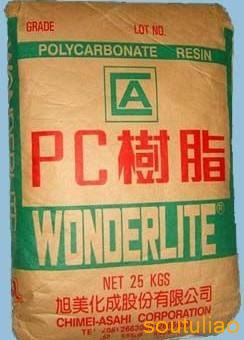 GRADE LOT NO.
POLYCARBONATE RESIN
CA
PC樹脂
WONDERLITE®
NET 25 KGS
旭美化成股份有限公司
CHIMEI-ASAHI CORPORATION
soutuliao